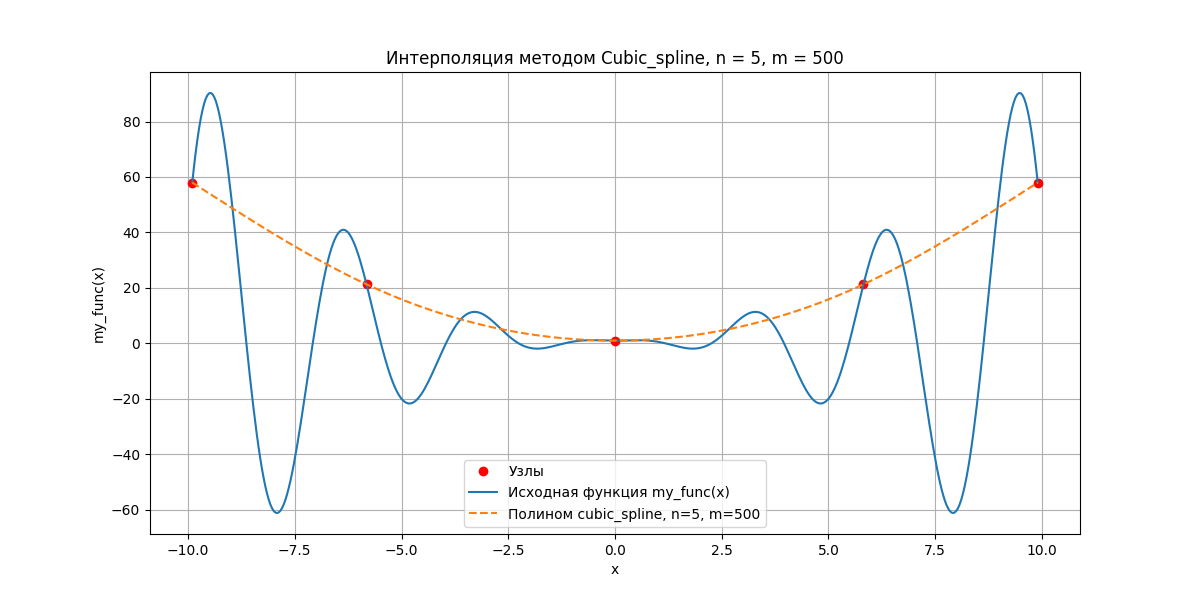 Интерполяция методом Cubic_spline, n = 5, m = 500
my_func(x)
80
60
40
20
0
−20
−40
−60
Узлы
Исходная функция my_func(x)
Полином cubic_spline, n=5, m=500
−10.0 −7.5 −5.0 −2.5 0.0 2.5 5.0 7.5 10.0
x